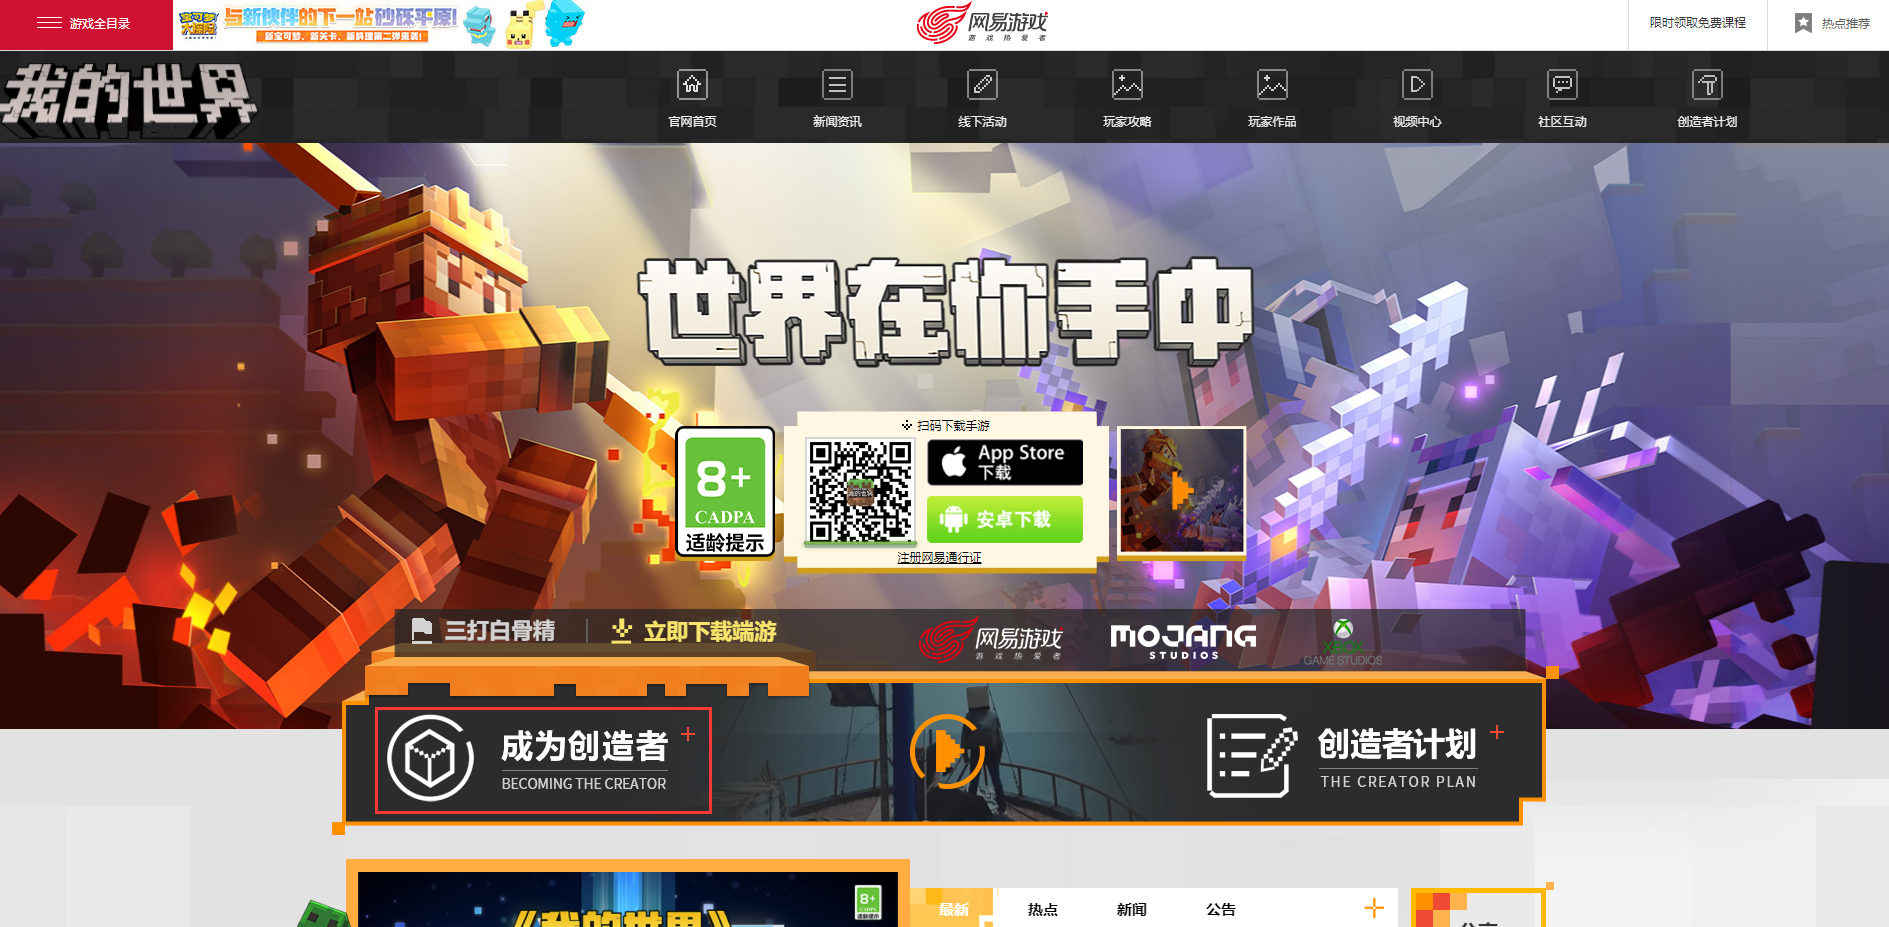 游戏全目录
宝可梦大探险
与新伙伴的下一站 砂砾平原!
新宝可梦、新关卡、新料理第二弹来袭!
网易游戏
游戏热爱者
限时领取免费课程
热点推荐
我的世界
官网首页
新闻资讯
线下活动
玩家攻略
玩家作品
视频中心
社区互动
创造者计划
世界在你手中
8+
CADPA
适龄提示
扫码下载手游
我的世界
App Store
下载
安卓下载
注册网易通行证
三打白骨精
立即下载端游
网易游戏
游戏热爱者
MOJANG
STUDIOS
XBOX
GAME STUDIOS
成为创造者
BECOMING THE CREATOR
创造者计划
THE CREATOR PLAN
8+
CADPA
适龄提示
《我的世界》
最新
热点
新闻
公告